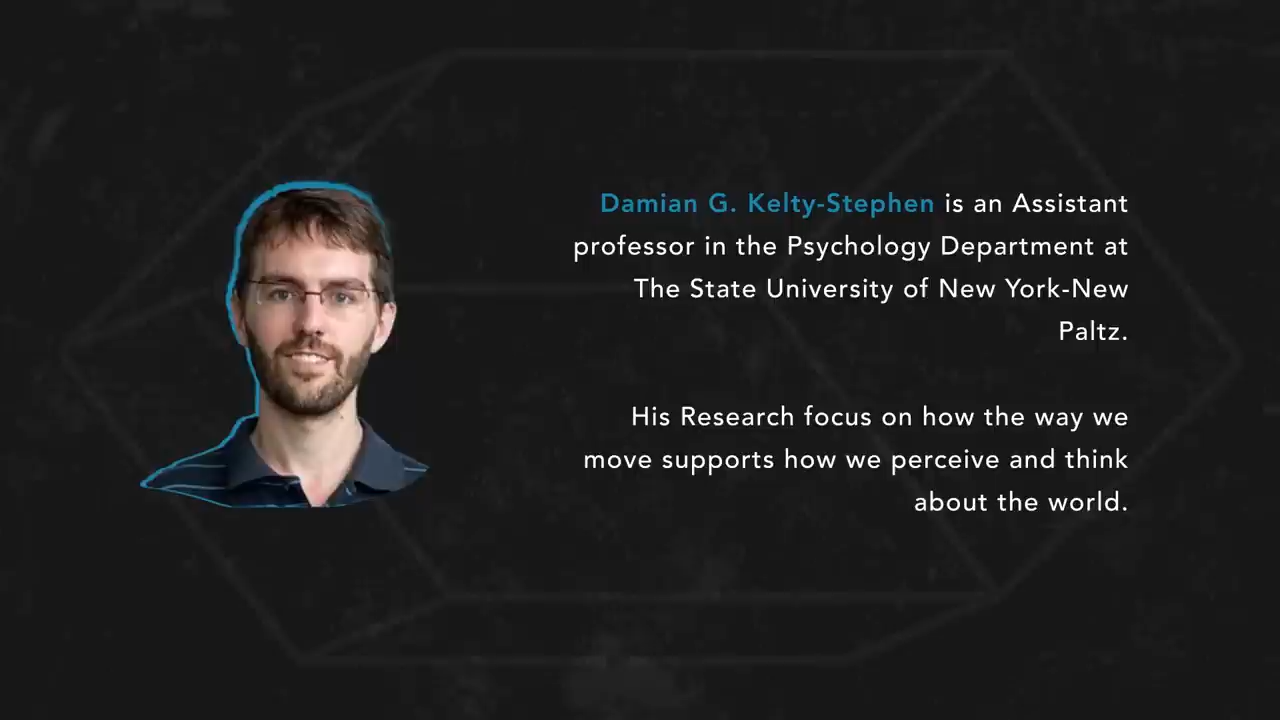 Damian G. Kelty-Stephen is an Assistant
professor in the Psychology Department at
The State University of New York-New
Paltz.
His Research focus on how the way we
move supports how we perceive and think
about the world.